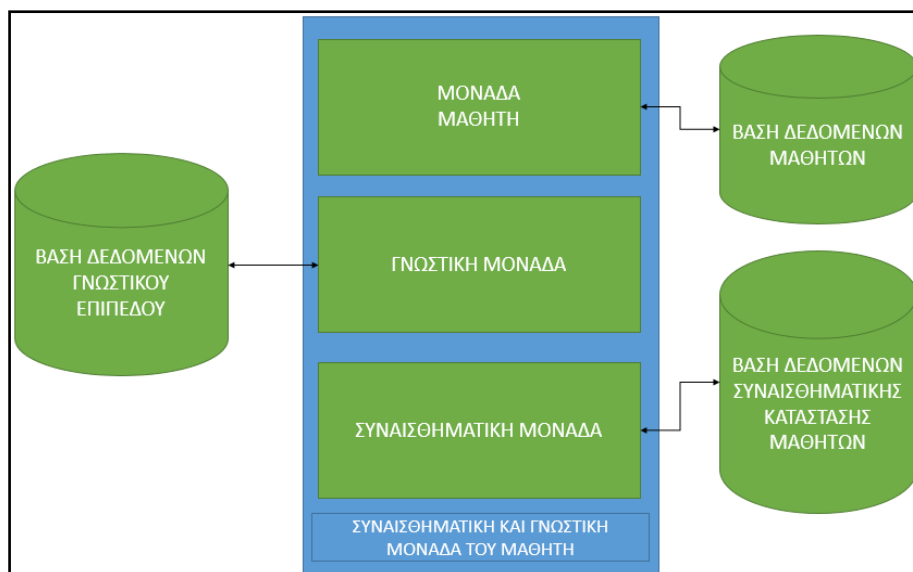 ΜΟΝΑΔΑ
ΜΑΘΗΤΗ
ΒΑΣΗ ΔΕΔΟΜΕΝΩΝ
ΜΑΘΗΤΩΝ
ΒΑΣΗ ΔΕΔΟΜΕΝΩΝ
ΓΝΩΣΤΙΚΟΥ
ΕΠΙΠΕΔΟΥ
ΓΝΩΣΤΙΚΗ ΜΟΝΑΔΑ
ΣΥΝΑΙΣΘΗΜΑΤΙΚΗ ΜΟΝΑΔΑ
ΒΑΣΗ ΔΕΔΟΜΕΝΩΝ
ΣΥΝΑΙΣΘΗΜΑΤΙΚΗΣ
ΚΑΤΑΣΤΑΣΗΣ
ΜΑΘΗΤΩΝ
ΣΥΝΑΙΣΘΗΜΑΤΙΚΗ ΚΑΙ ΓΝΩΣΤΙΚΗ
ΜΟΝΑΔΑ ΤΟΥ ΜΑΘΗΤΗ